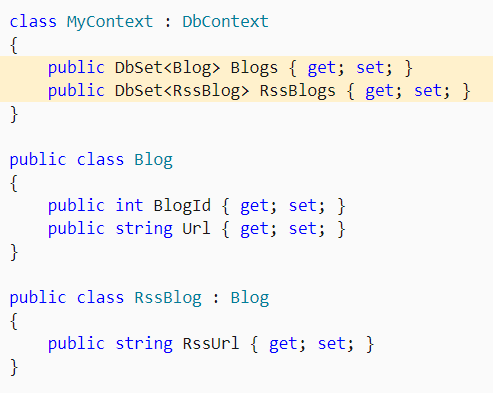 class MyContext : DbContext
{
    public DbSet<Blog> Blogs { get; set; }
    public DbSet<RssBlog> RssBlogs { get; set; }
}

public class Blog
{
    public int BlogId { get; set; }
    public string Url { get; set; }
}

public class RssBlog : Blog
{
    public string RssUrl { get; set; }
}